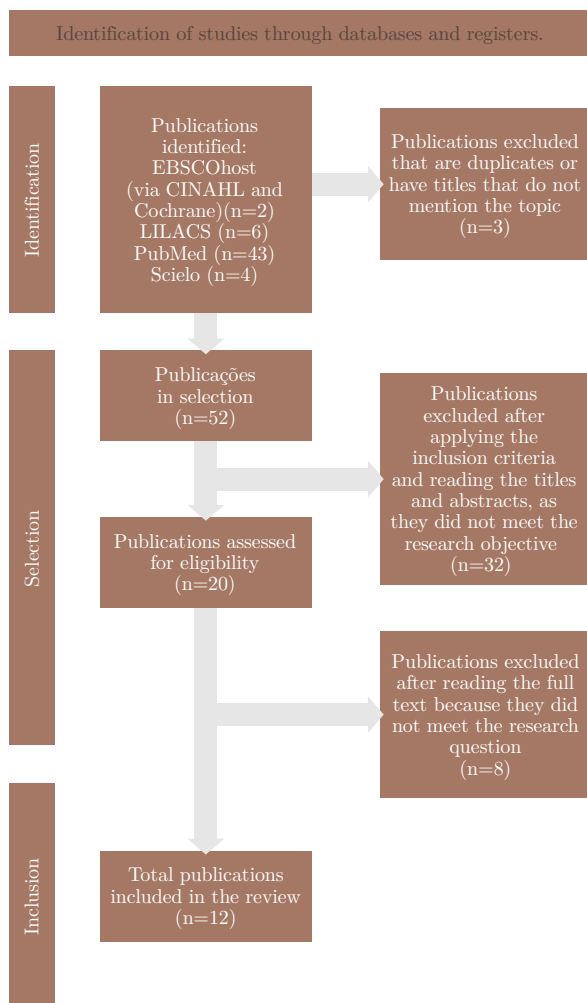 Identification of studies through databases and registers.
Identification
Publications
identified:
EBSCOhost
(via CINAHL and
Cochrane)(n=2)
LILACS (n=6)
PubMed (n=43)
Scielo (n=4)
Publications excluded
that are duplicates or
have titles that do not
mention the topic
(n=3)
Selection
Publicações
in selection
(n=52)
Publications
excluded after
applying the
inclusion criteria
and reading the titles
and abstracts, as
they did not meet the
research objective
(n=32)
Publications assessed
for eligibility
(n=20)
Publications excluded
after reading the full
text because they did
not meet the research
question
(n=8)
Inclusion
Total publications
included in the review
(n=12)